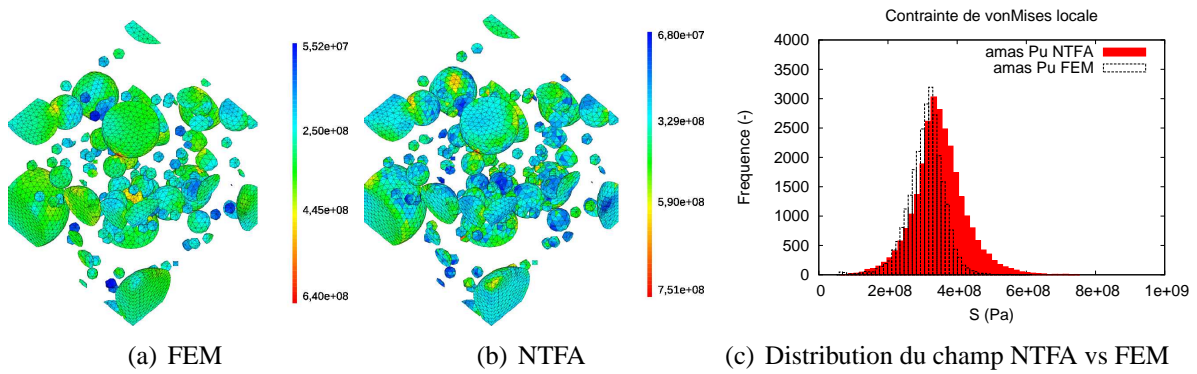 5,52e+07
2,50e+08
4,45e+08
6,40e+08
(a) FEM
6,80e+07
3,29e+08
5,90e+08
7,51e+08
(b) NTFA
Contrainte de vonMises locale
amas Pu NTFA
amas Pu FEM
Frequence (-)
4000
3500
3000
2500
2000
1500
1000
500
0
0 2e+08 4e+08 6e+08 8e+08 1e+09
S (Pa)
(c) Distribution du champ NTFA vs FEM